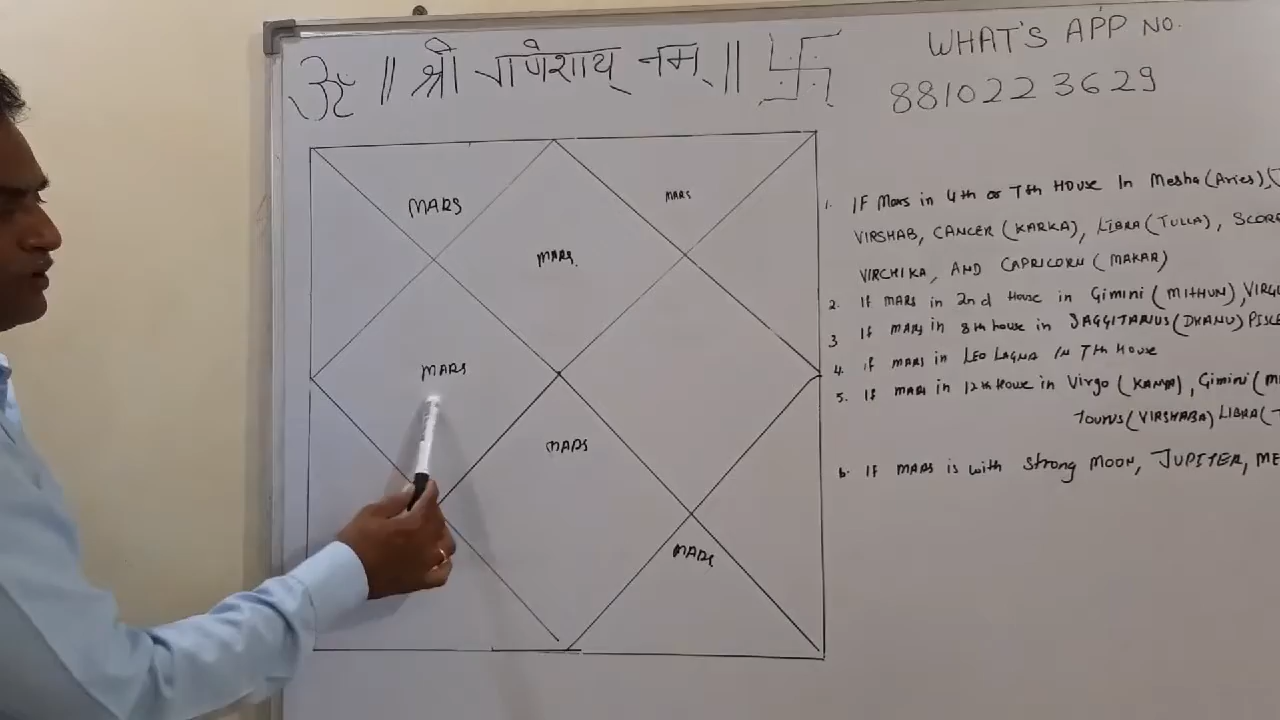 ॐ || श्री गणेशाय् नमः ||
WHAT'S APP NO.
8810223629
MARS
MARS
MARS
MARS
MARS
MARS
1. IF Mars in 4th or 7th HOUSE In Mesha (Aries),
VIRSHAB, CANCER (KARKA), LIBRA (TULLA), SCOR
VIRCHIKA, AND CAPRICORN (MAKAR)
2. If MARS in 2nd House in Gimini (MITHUN), VIRG
3 If MARS in 8th house in SAGGITARUS (DHANU) PISCE
4. if MARS in LEO LAGNA IN 7th House
5. If MARS in 12th House in Virgo (KANYA), Gimini (M
Tourus (VIRSHABA) LIBRA (T
6. If MARS is with Strong MOON, JUPITER, ME